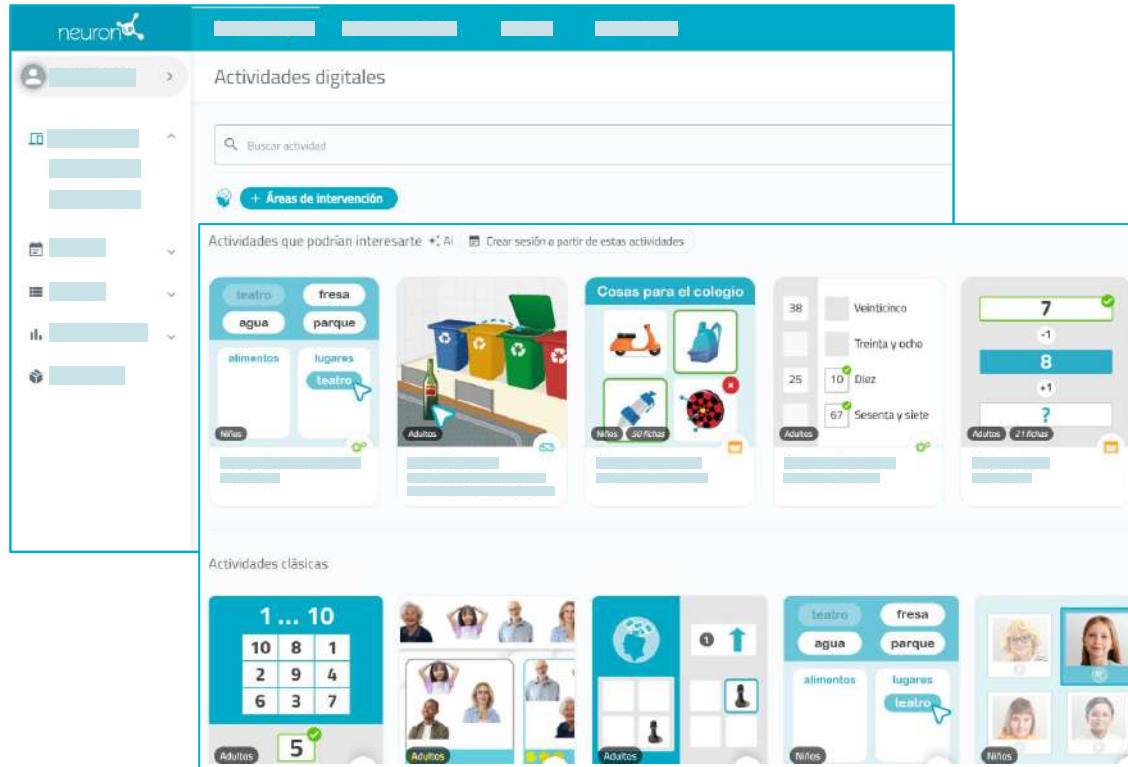 neuronUP
Actividades digitales
Buscar actividad
+ Áreas de intervención
Actividades que podrían interesarte AI Crear sesión a partir de estas actividades
teatro fresa
agua parque
alimentos lugares
teatro
Niños
Adultos
Cosas para el colegio
Niños 50 fichas
38 Veinticinco
Treinta y ocho
25 10 Diez
67 Sesenta y siete
Adultos
7
-1
8
+1
?
Adultos 21 fichas
Actividades clásicas
1 ... 10
10 8 1
2 9 4
6 3 7
5
Adultos
Adultos
1
Adultos
teatro fresa
agua parque
alimentos lugares
teatro
Niños
Niños